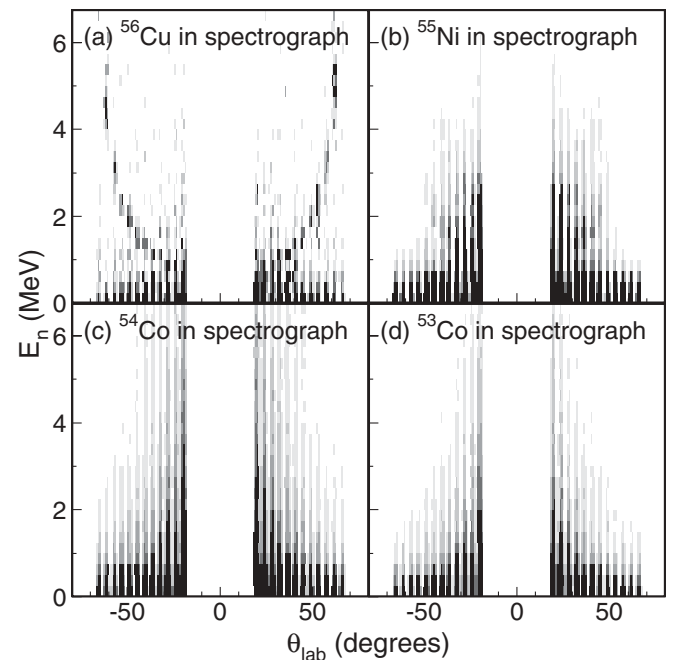 (a) ⁵⁶Cu in spectrograph
(b) ⁵⁵Ni in spectrograph
6
4
2
0
Eₙ (MeV)
(c) ⁵⁴Co in spectrograph
(d) ⁵³Co in spectrograph
6
4
2
0
-50 0 50
-50 0 50
θ_lab (degrees)